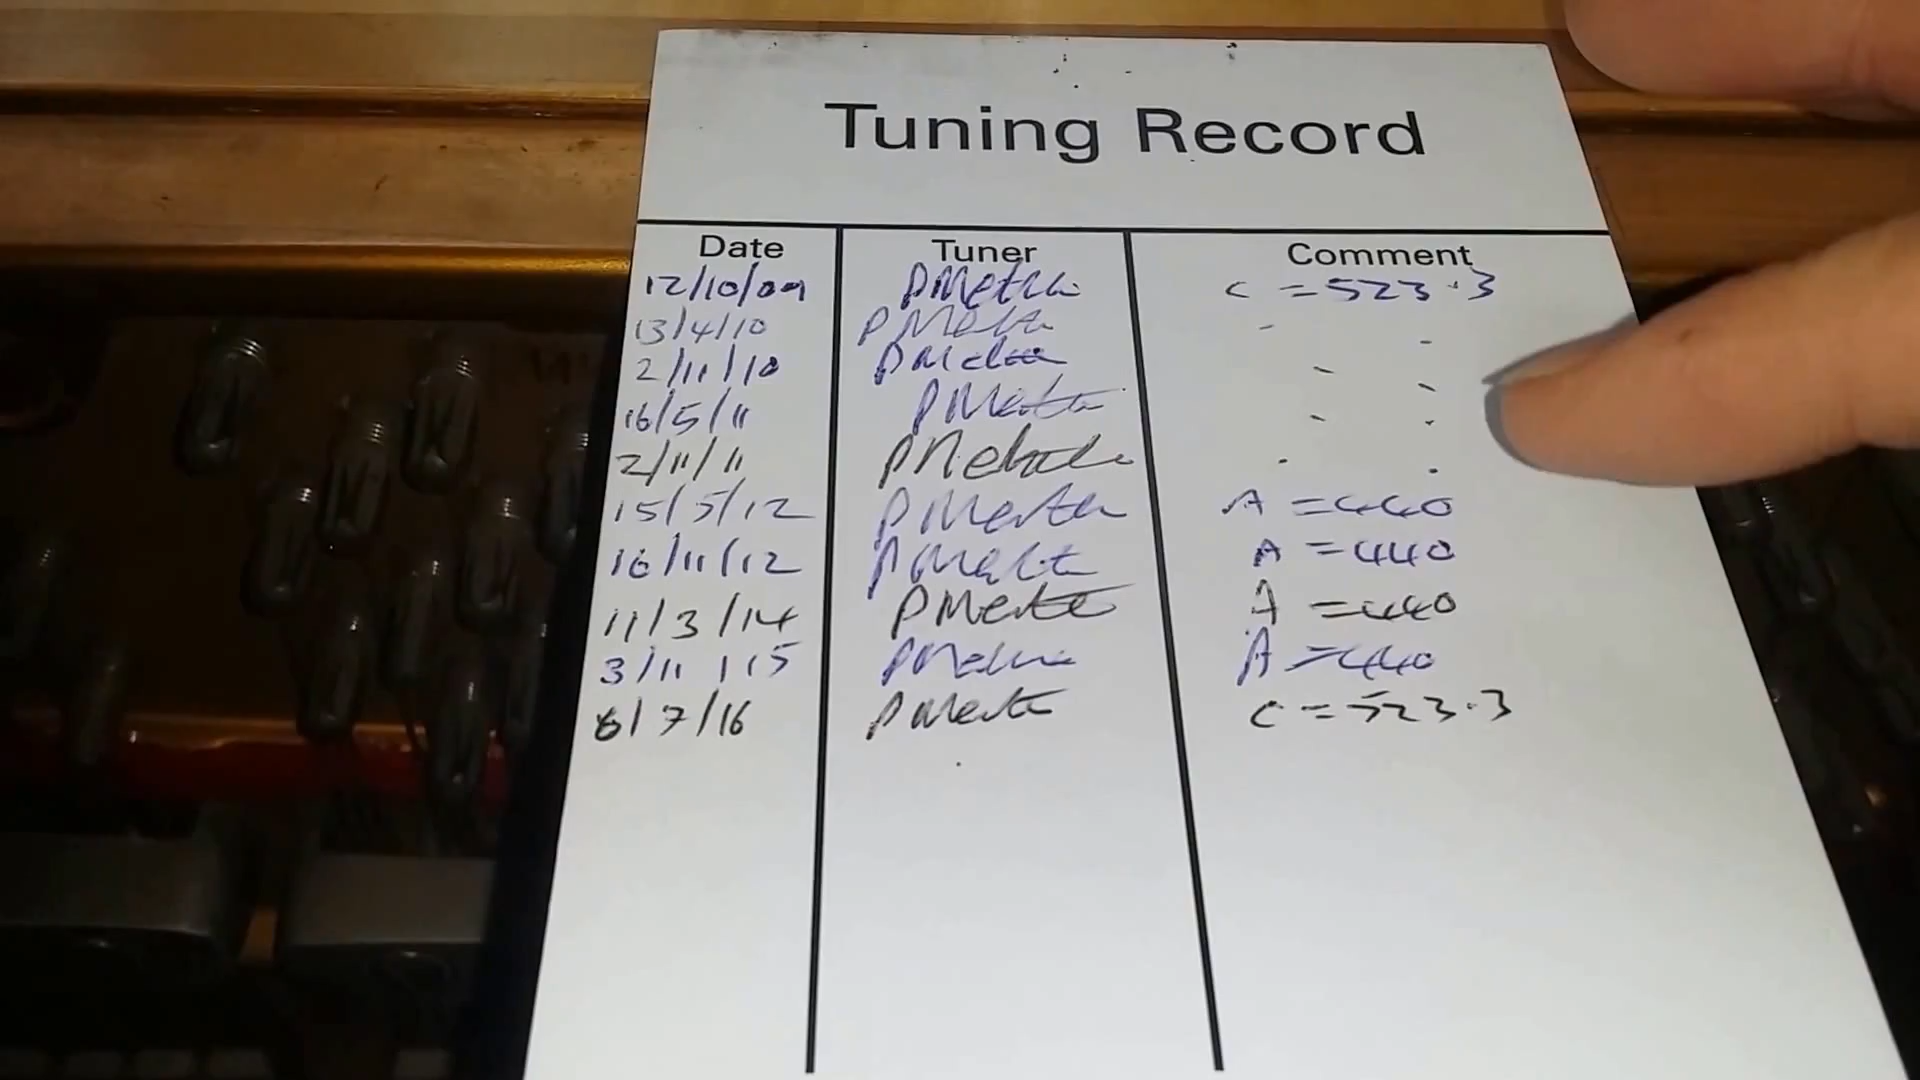 Tuning Record
Date Tuner Comment
12/10/09 C = 523.3
13/4/10 - -
2/11/10 - -
16/5/11 - -
2/11/11 - -
15/5/12 A = 440
16/11/12 A = 440
11/3/14 A = 440
3/11/15 A = 440
6/7/16 C = 523.3